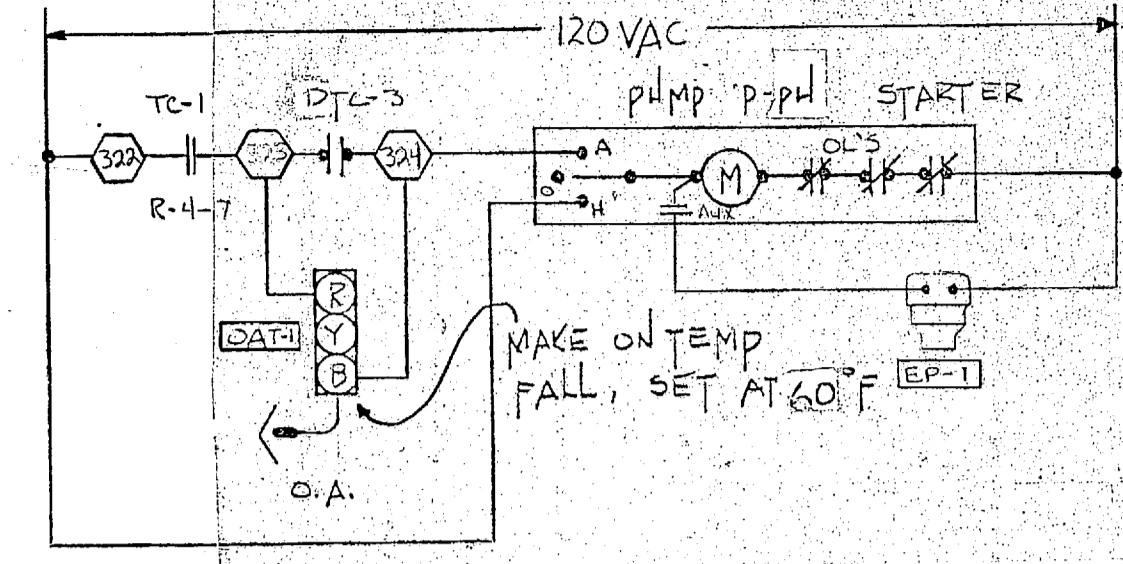 120 VAC
PUMP P-PH STARTER
TC-1
DTC-3
322
323
324
R-4-7
A
O
H
M
OL'S
AUX
R
Y
B
OAT-1
MAKE ON TEMP
FALL, SET AT 60°F
EP-1
O.A.